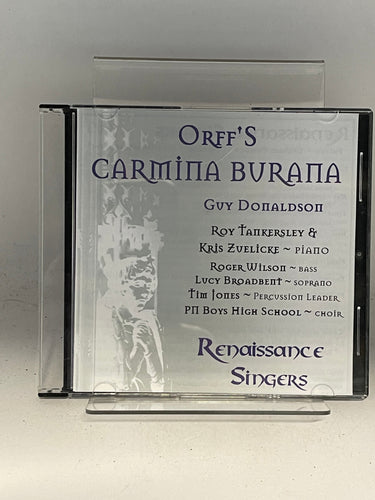 Orff's
Carmina Burana
Guy Donaldson
Roy Tankersley &
Kris Zuelicke ~ piano
Roger Wilson ~ bass
Lucy Broadbent ~ soprano
Tim Jones ~ Percussion Leader
PN Boys High School ~ choir
Renaissance
Singers